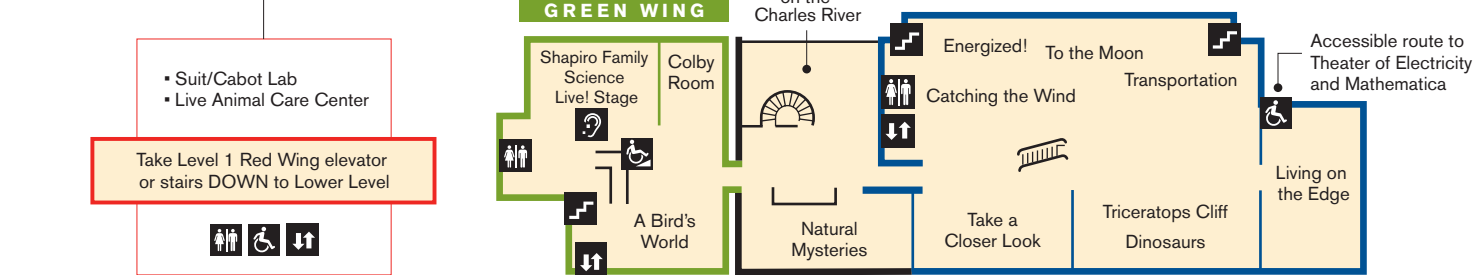 ▪ Suit/Cabot Lab
▪ Live Animal Care Center
Take Level 1 Red Wing elevator
or stairs DOWN to Lower Level
GREEN WING
Shapiro Family
Science
Live! Stage
Colby
Room
A Bird's
World
on the
Charles River
Natural
Mysteries
Energized!
To the Moon
Transportation
Catching the Wind
Take a
Closer Look
Triceratops Cliff
Dinosaurs
Living on
the Edge
Accessible route to
Theater of Electricity
and Mathematica